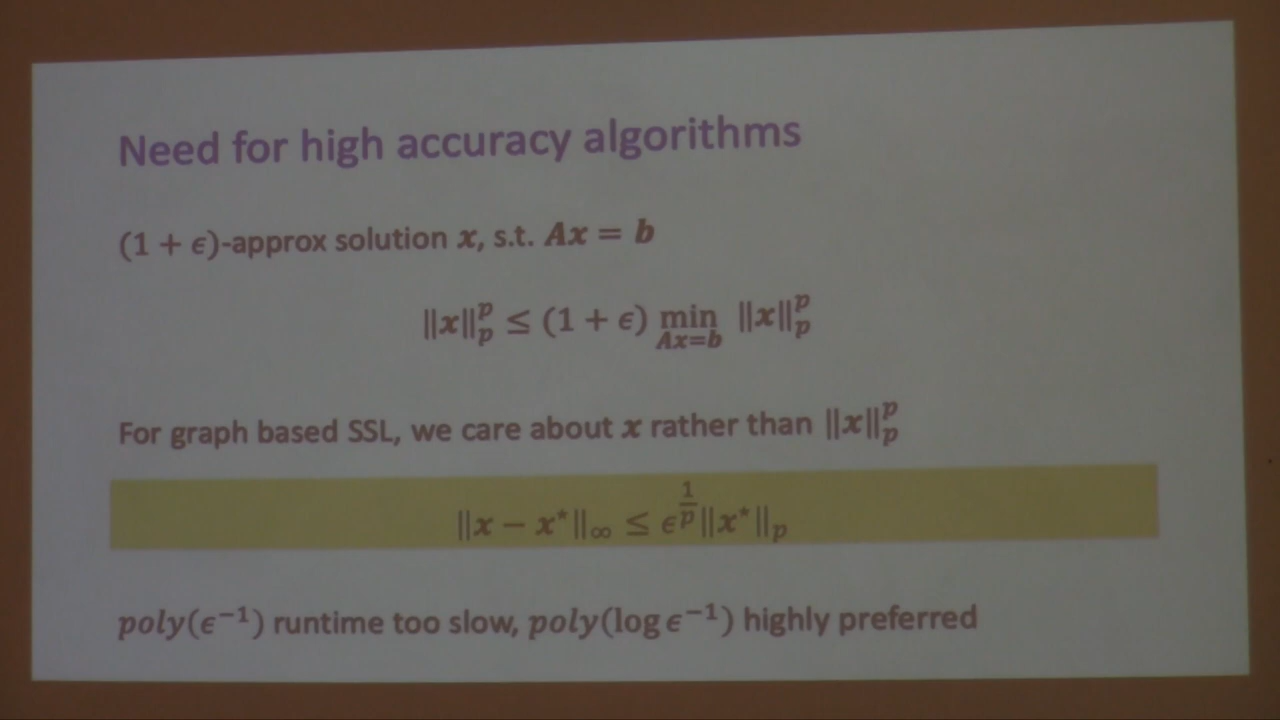 Need for high accuracy algorithms
(1 + ϵ)-approx solution x, s.t. Ax = b
‖x‖ₚᵖ ≤ (1 + ϵ) min_{Ax=b} ‖x‖ₚᵖ
For graph based SSL, we care about x rather than ‖x‖ₚᵖ
‖x − x*‖_∞ ≤ ϵ^{1/p} ‖x*‖ₚ
poly(ϵ⁻¹) runtime too slow, poly(log ϵ⁻¹) highly preferred